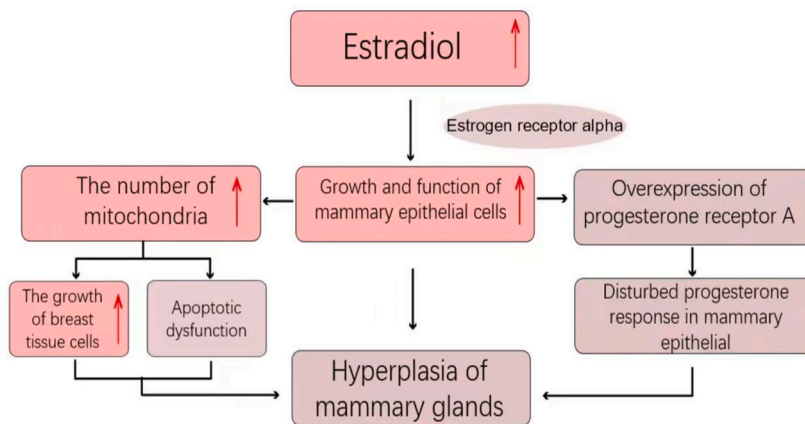 Estradiol
Estrogen receptor alpha
The number of
mitochondria
Growth and function of
mammary epithelial cells
Overexpression of
progesterone receptor A
The growth
of breast
tissue cells
Apoptotic
dysfunction
Disturbed progesterone
response in mammary
epithelial
Hyperplasia of
mammary glands